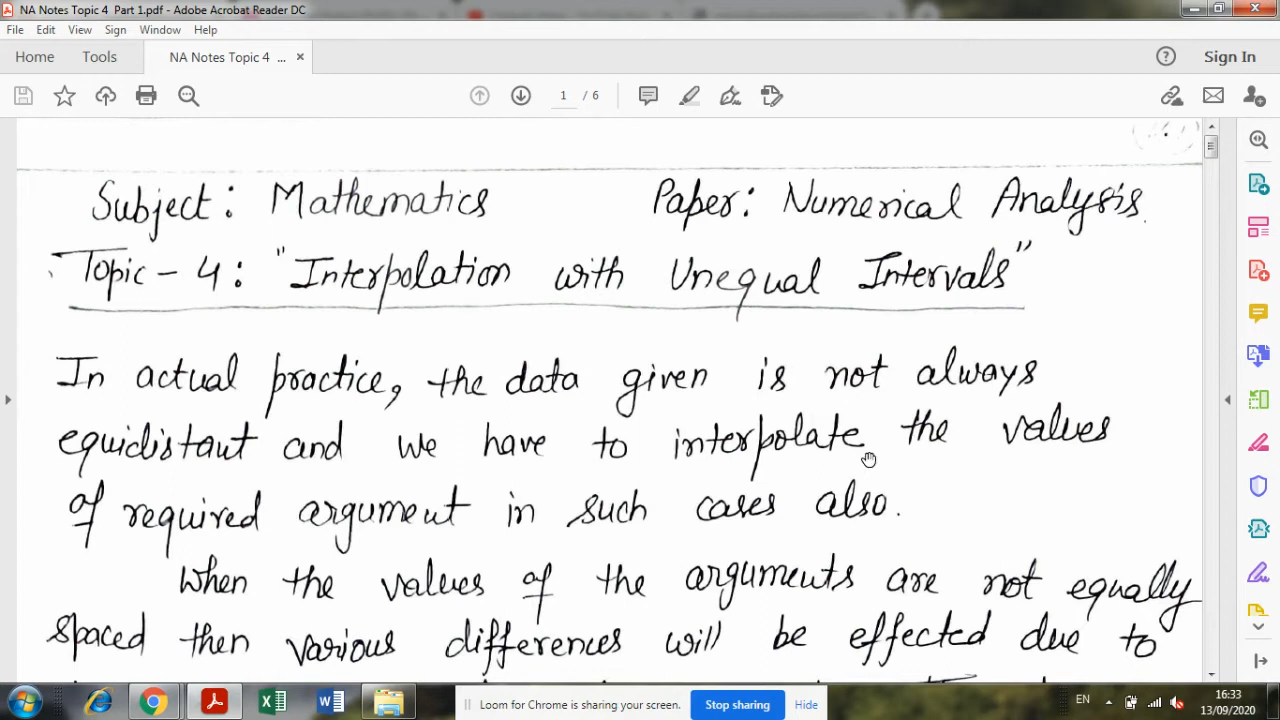 NA Notes Topic 4 Part 1.pdf - Adobe Acrobat Reader DC
File Edit View Sign Window Help
Home Tools NA Notes Topic 4 ... × Sign In
1 / 6
Subject: Mathematics Paper: Numerical Analysis.
Topic-4: "Interpolation with Unequal Intervals"
In actual practice, the data given is not always
equidistant and we have to interpolate the values
of required argument in such cases also.
When the values of the arguments are not equally
spaced then various differences will be effected due to
Loom for Chrome is sharing your screen. Stop sharing Hide
EN 16:33
13/09/2020